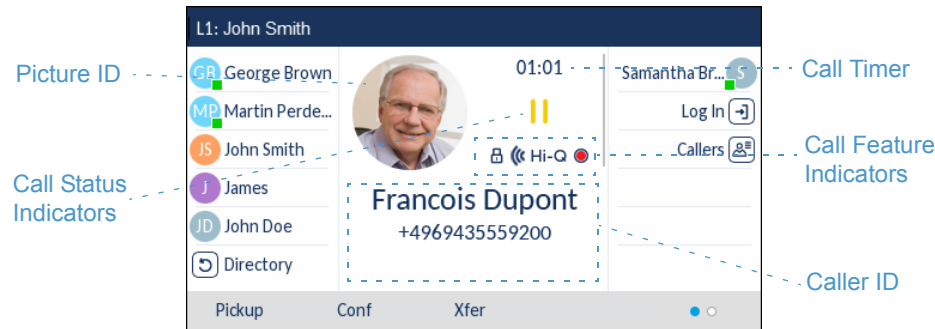 L1: John Smith
Picture ID
GB George Brown
01:01
Samantha Br... S
Call Timer
MP Martin Perde...
Log In
JS John Smith
Hi-Q
Callers
Call Feature
Indicators
Call Status
Indicators
j James
Francois Dupont
JD John Doe
+4969435559200
Directory
Caller ID
Pickup Conf Xfer